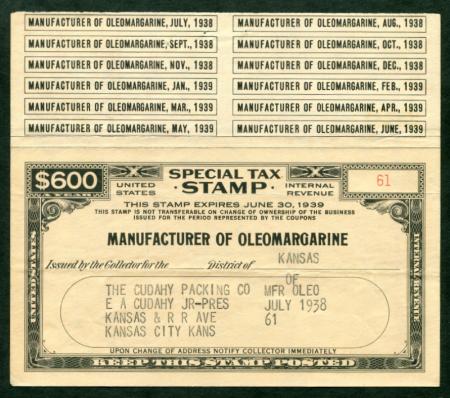 MANUFACTURER OF OLEOMARGARINE, JULY, 1938
MANUFACTURER OF OLEOMARGARINE, AUG., 1938
MANUFACTURER OF OLEOMARGARINE, SEPT., 1938
MANUFACTURER OF OLEOMARGARINE, OCT., 1938
MANUFACTURER OF OLEOMARGARINE, NOV., 1938
MANUFACTURER OF OLEOMARGARINE, DEC., 1938
MANUFACTURER OF OLEOMARGARINE, JAN., 1939
MANUFACTURER OF OLEOMARGARINE, FEB., 1939
MANUFACTURER OF OLEOMARGARINE, MAR., 1939
MANUFACTURER OF OLEOMARGARINE, APR., 1939
MANUFACTURER OF OLEOMARGARINE, MAY, 1939
MANUFACTURER OF OLEOMARGARINE, JUNE, 1939
$600
A YEAR
UNITED STATES
SPECIAL TAX
STAMP
INTERNAL REVENUE
61
THIS STAMP EXPIRES JUNE 30, 1939
THIS STAMP IS NOT TRANSFERABLE ON CHANGE OF OWNERSHIP OF THE BUSINESS
ISSUED FOR THE PERIOD REPRESENTED BY THE COUPONS
MANUFACTURER OF OLEOMARGARINE
Issued by the Collector for the District of KANSAS
OF
THE CUDAHY PACKING CO MFR OLEO
E A CUDAHY JR-PRES JULY 1938
KANSAS & R R AVE 61
KANSAS CITY KANS
UPON CHANGE OF ADDRESS NOTIFY COLLECTOR IMMEDIATELY
KEEP THIS STAMP POSTED
UNITED STATES
INTERNAL REVENUE